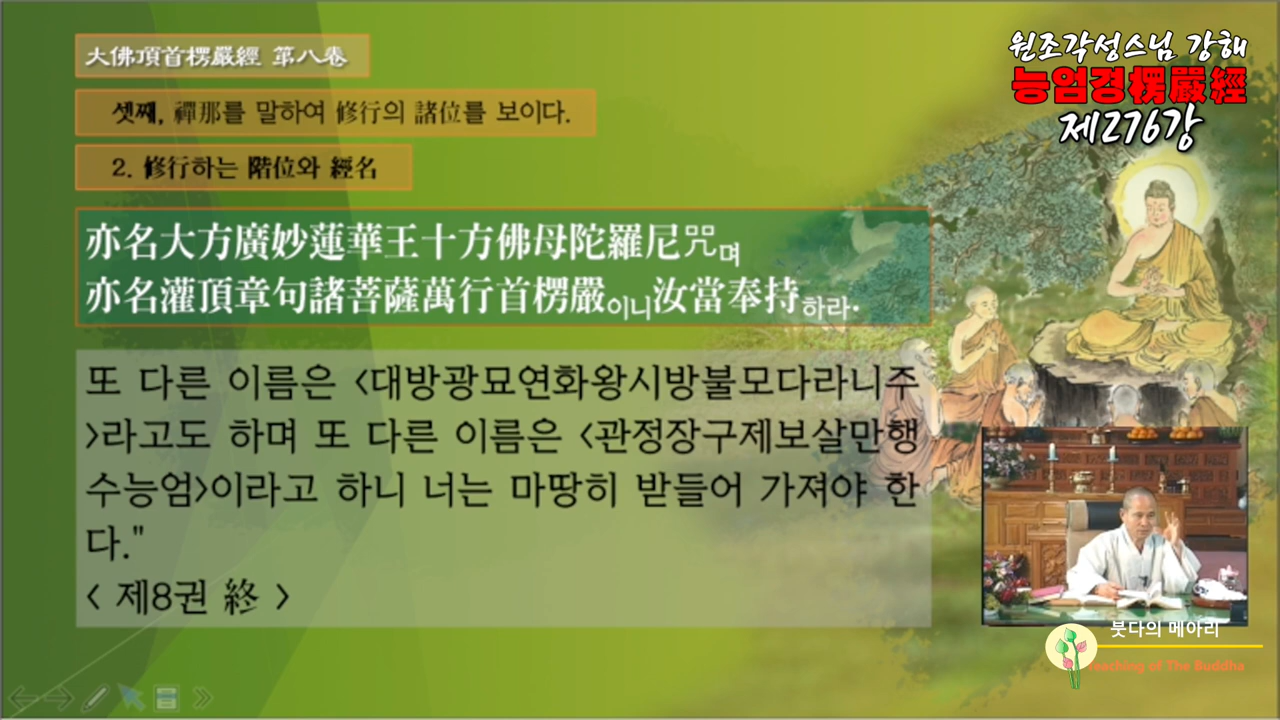 大佛頂首楞嚴經 第八卷
셋째, 禪那를 말하여 修行의 諸位를 보이다.
2. 修行하는 階位와 經名
亦名大方廣妙蓮華王十方佛母陀羅尼咒며
亦名灌頂章句諸菩薩萬行首楞嚴이니汝當奉持하라.
또 다른 이름은 <대방광묘연화왕시방불모다라니주
>라고도 하며 또 다른 이름은 <관정장구제보살만행
수능엄>이라고 하니 너는 마땅히 받들어 가져야 한
다."
< 제8권 終 >
원조각성스님 강해
능엄경楞嚴經
제276강
붓다의 메아리
Teaching of The Buddha